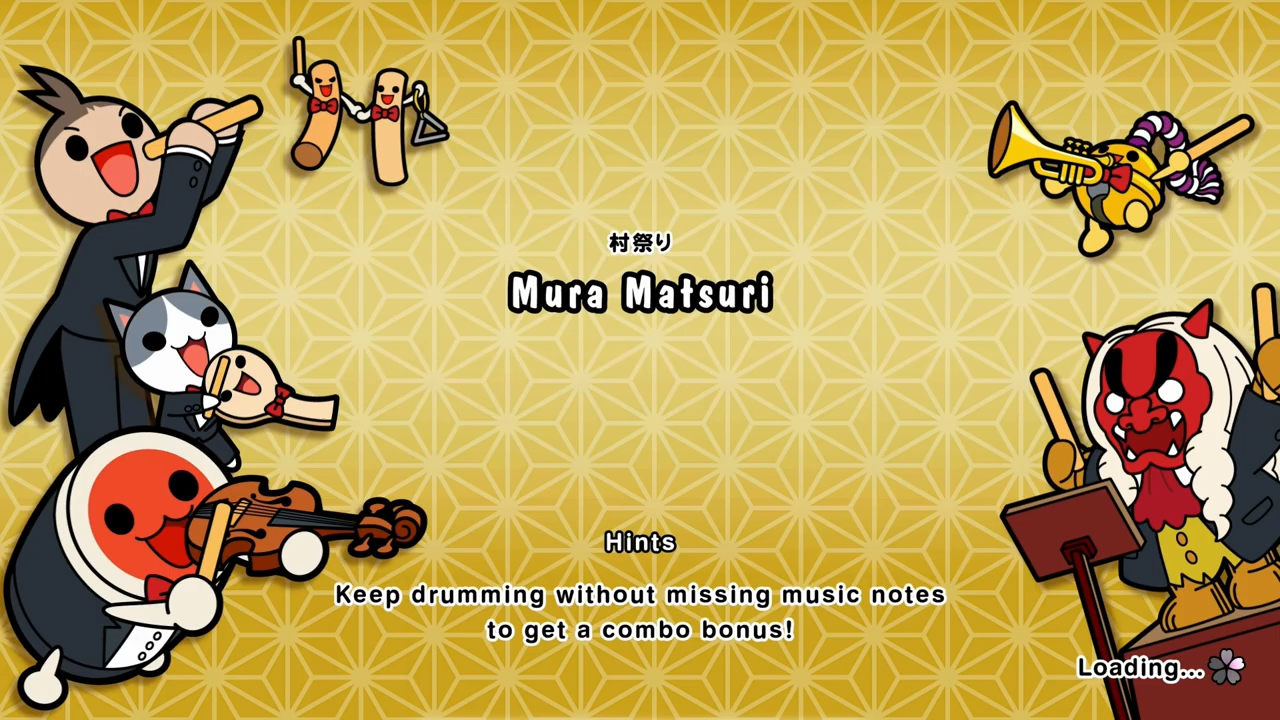 村祭り
Mura Matsuri
Hints
Keep drumming without missing music notes
to get a combo bonus!
Loading...